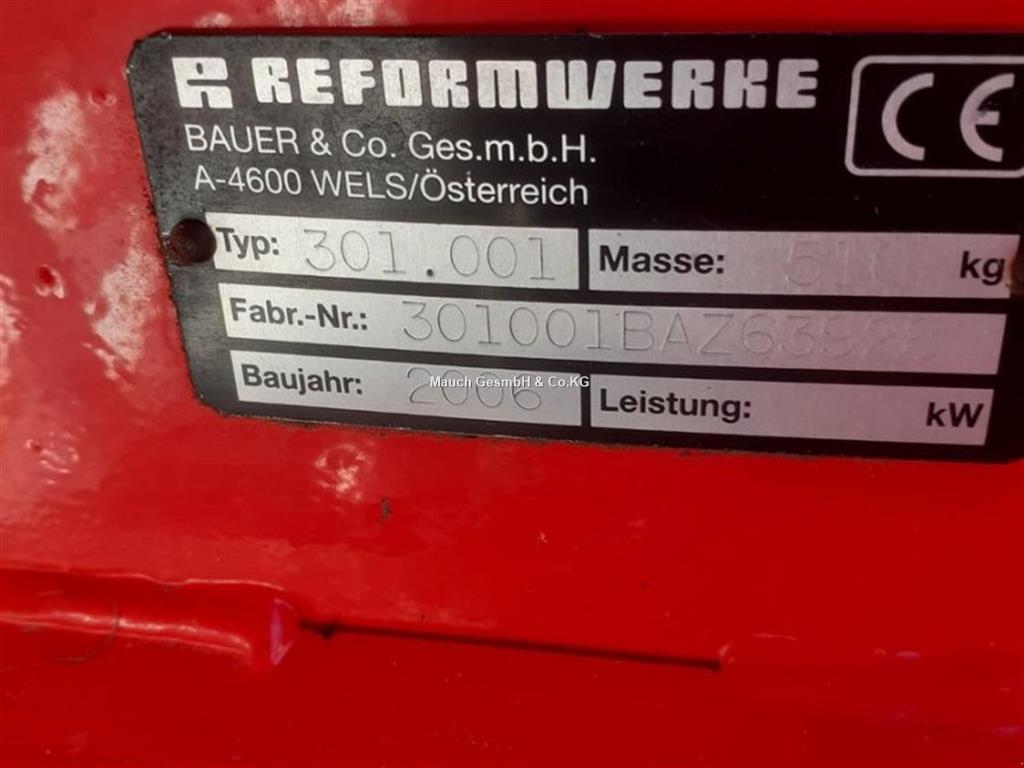 REFORMWERKE CE
BAUER & Co. Ges.m.b.H.
A-4600 WELS/Österreich
Typ: 301.001 Masse: kg
Fabr.-Nr.:
Baujahr: 2006 Leistung: kW
Mauch GesmbH & Co.KG